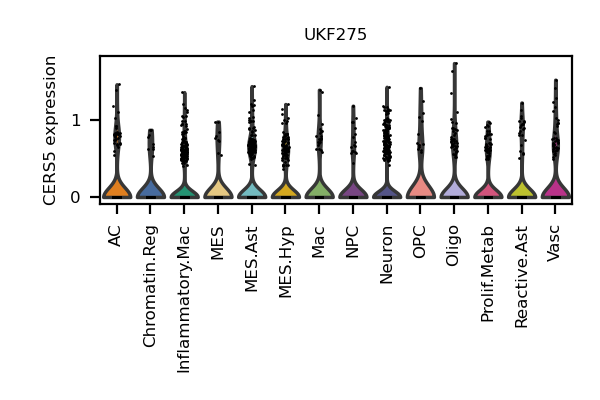 UKF275
CERS5 expression
1
0
AC
Chromatin.Reg
Inflammatory.Mac
MES
MES.Ast
MES.Hyp
Mac
NPC
Neuron
OPC
Oligo
Prolif.Metab
Reactive.Ast
Vasc